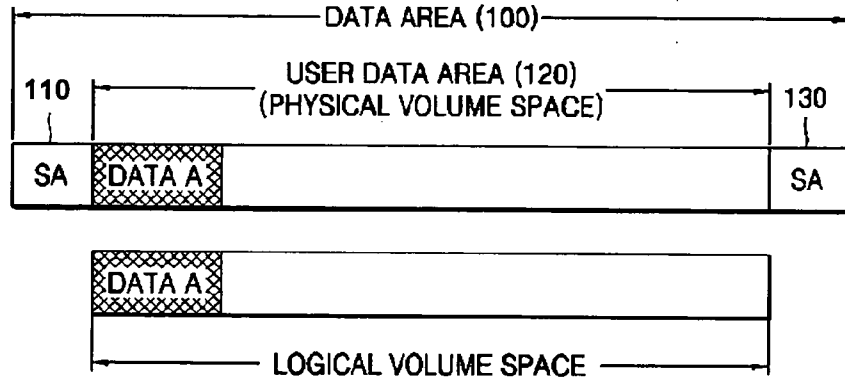 DATA AREA (100)
USER DATA AREA (120)
(PHYSICAL VOLUME SPACE)
110
130
SA
DATA A
SA
DATA A
LOGICAL VOLUME SPACE